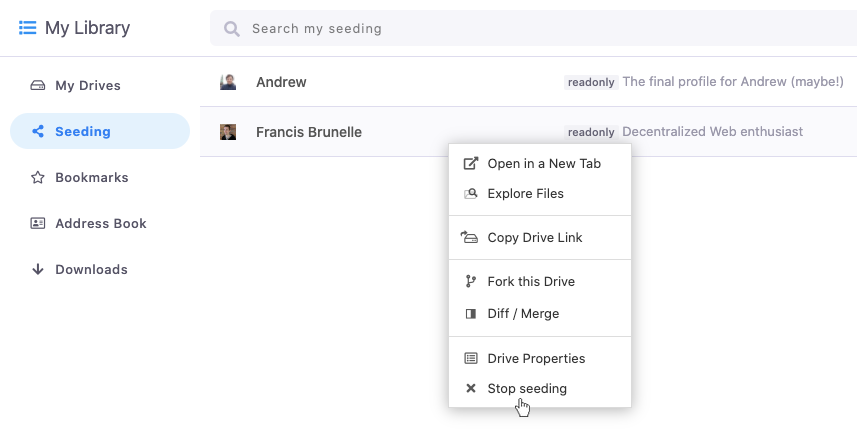 My Library
Search my seeding
My Drives
Seeding
Bookmarks
Address Book
Downloads
Andrew readonly The final profile for Andrew (maybe!)
Francis Brunelle readonly Decentralized Web enthusiast
Open in a New Tab
Explore Files
Copy Drive Link
Fork this Drive
Diff / Merge
Drive Properties
Stop seeding